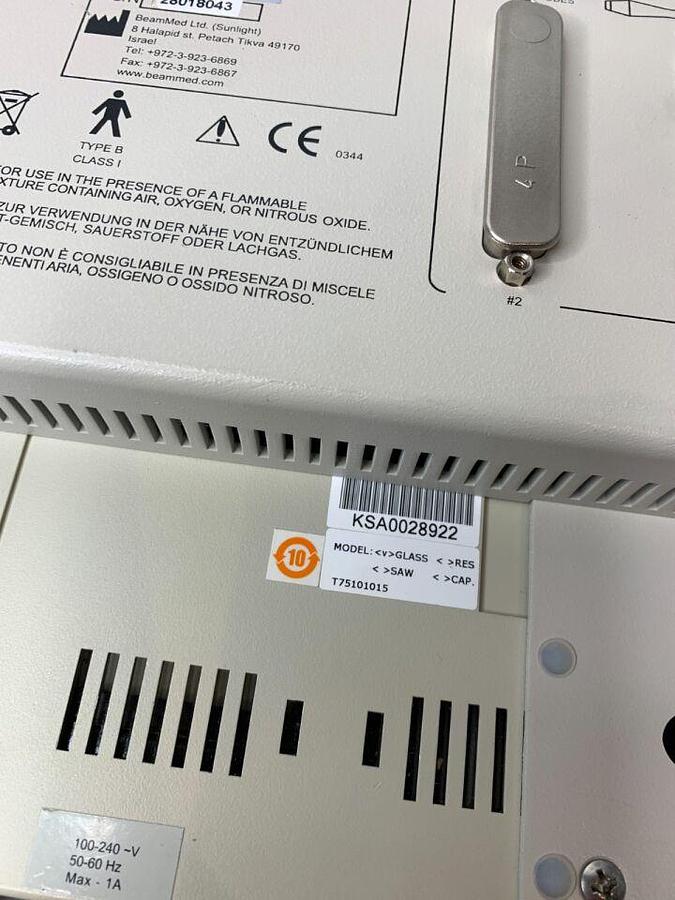 28018043
BeamMed Ltd. (Sunlight)
8 Halapid st. Petach Tikva 49170
Israel
Tel: +972-3-923-6869
Fax: +972-3-923-6867
www.beammed.com
TYPE B
CLASS I
CE
0344
FOR USE IN THE PRESENCE OF A FLAMMABLE
CONTAINING AIR, OXYGEN, OR NITROUS OXIDE.
ZUR VERWENDUNG IN DER NÄHE VON ENTZÜNDLICHEM
T-GEMISCH, SAUERSTOFF ODER LACHGAS.
TO NON È CONSIGLIABILE IN PRESENZA DI MISCELE
ENENTI ARIA, OSSIGENO O OSSIDO NITROSO.
4P
#2
KSA0028922
10
MODEL: <v>GLASS < >RES
< >SAW < >CAP.
T75101015
100-240 ~V
50-60 Hz
Max - 1A